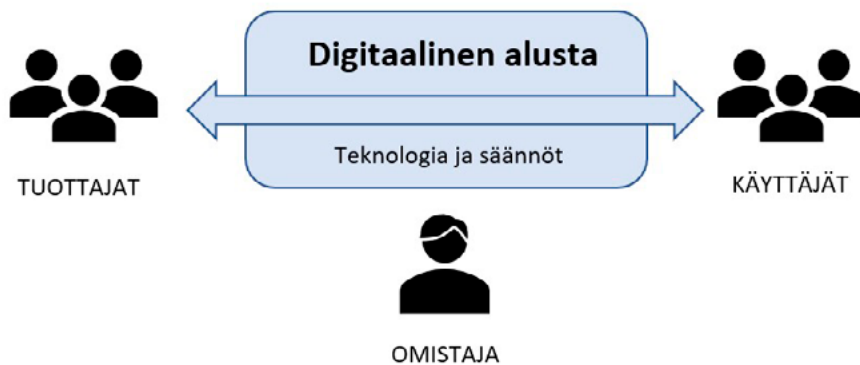 Digitaalinen alusta
Teknologia ja säännöt
TUOTTAJAT
KÄYTTÄJÄT
OMISTAJA